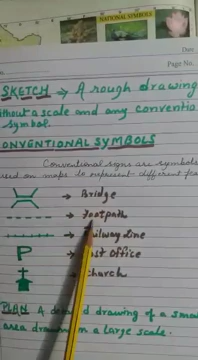 NATIONAL SYMBOLS
Date
Page No.
SKETCH → A rough drawing
without a scale and any
symbol.
CONVENTIONAL SYMBOLS
Conventional signs are symbols
used on maps to represent different
→ Bridge
→ Footpath
→ Railway Line
P → Post Office
→ Church
PLAN → A detailed drawing of a small
area drawn on a large scale.